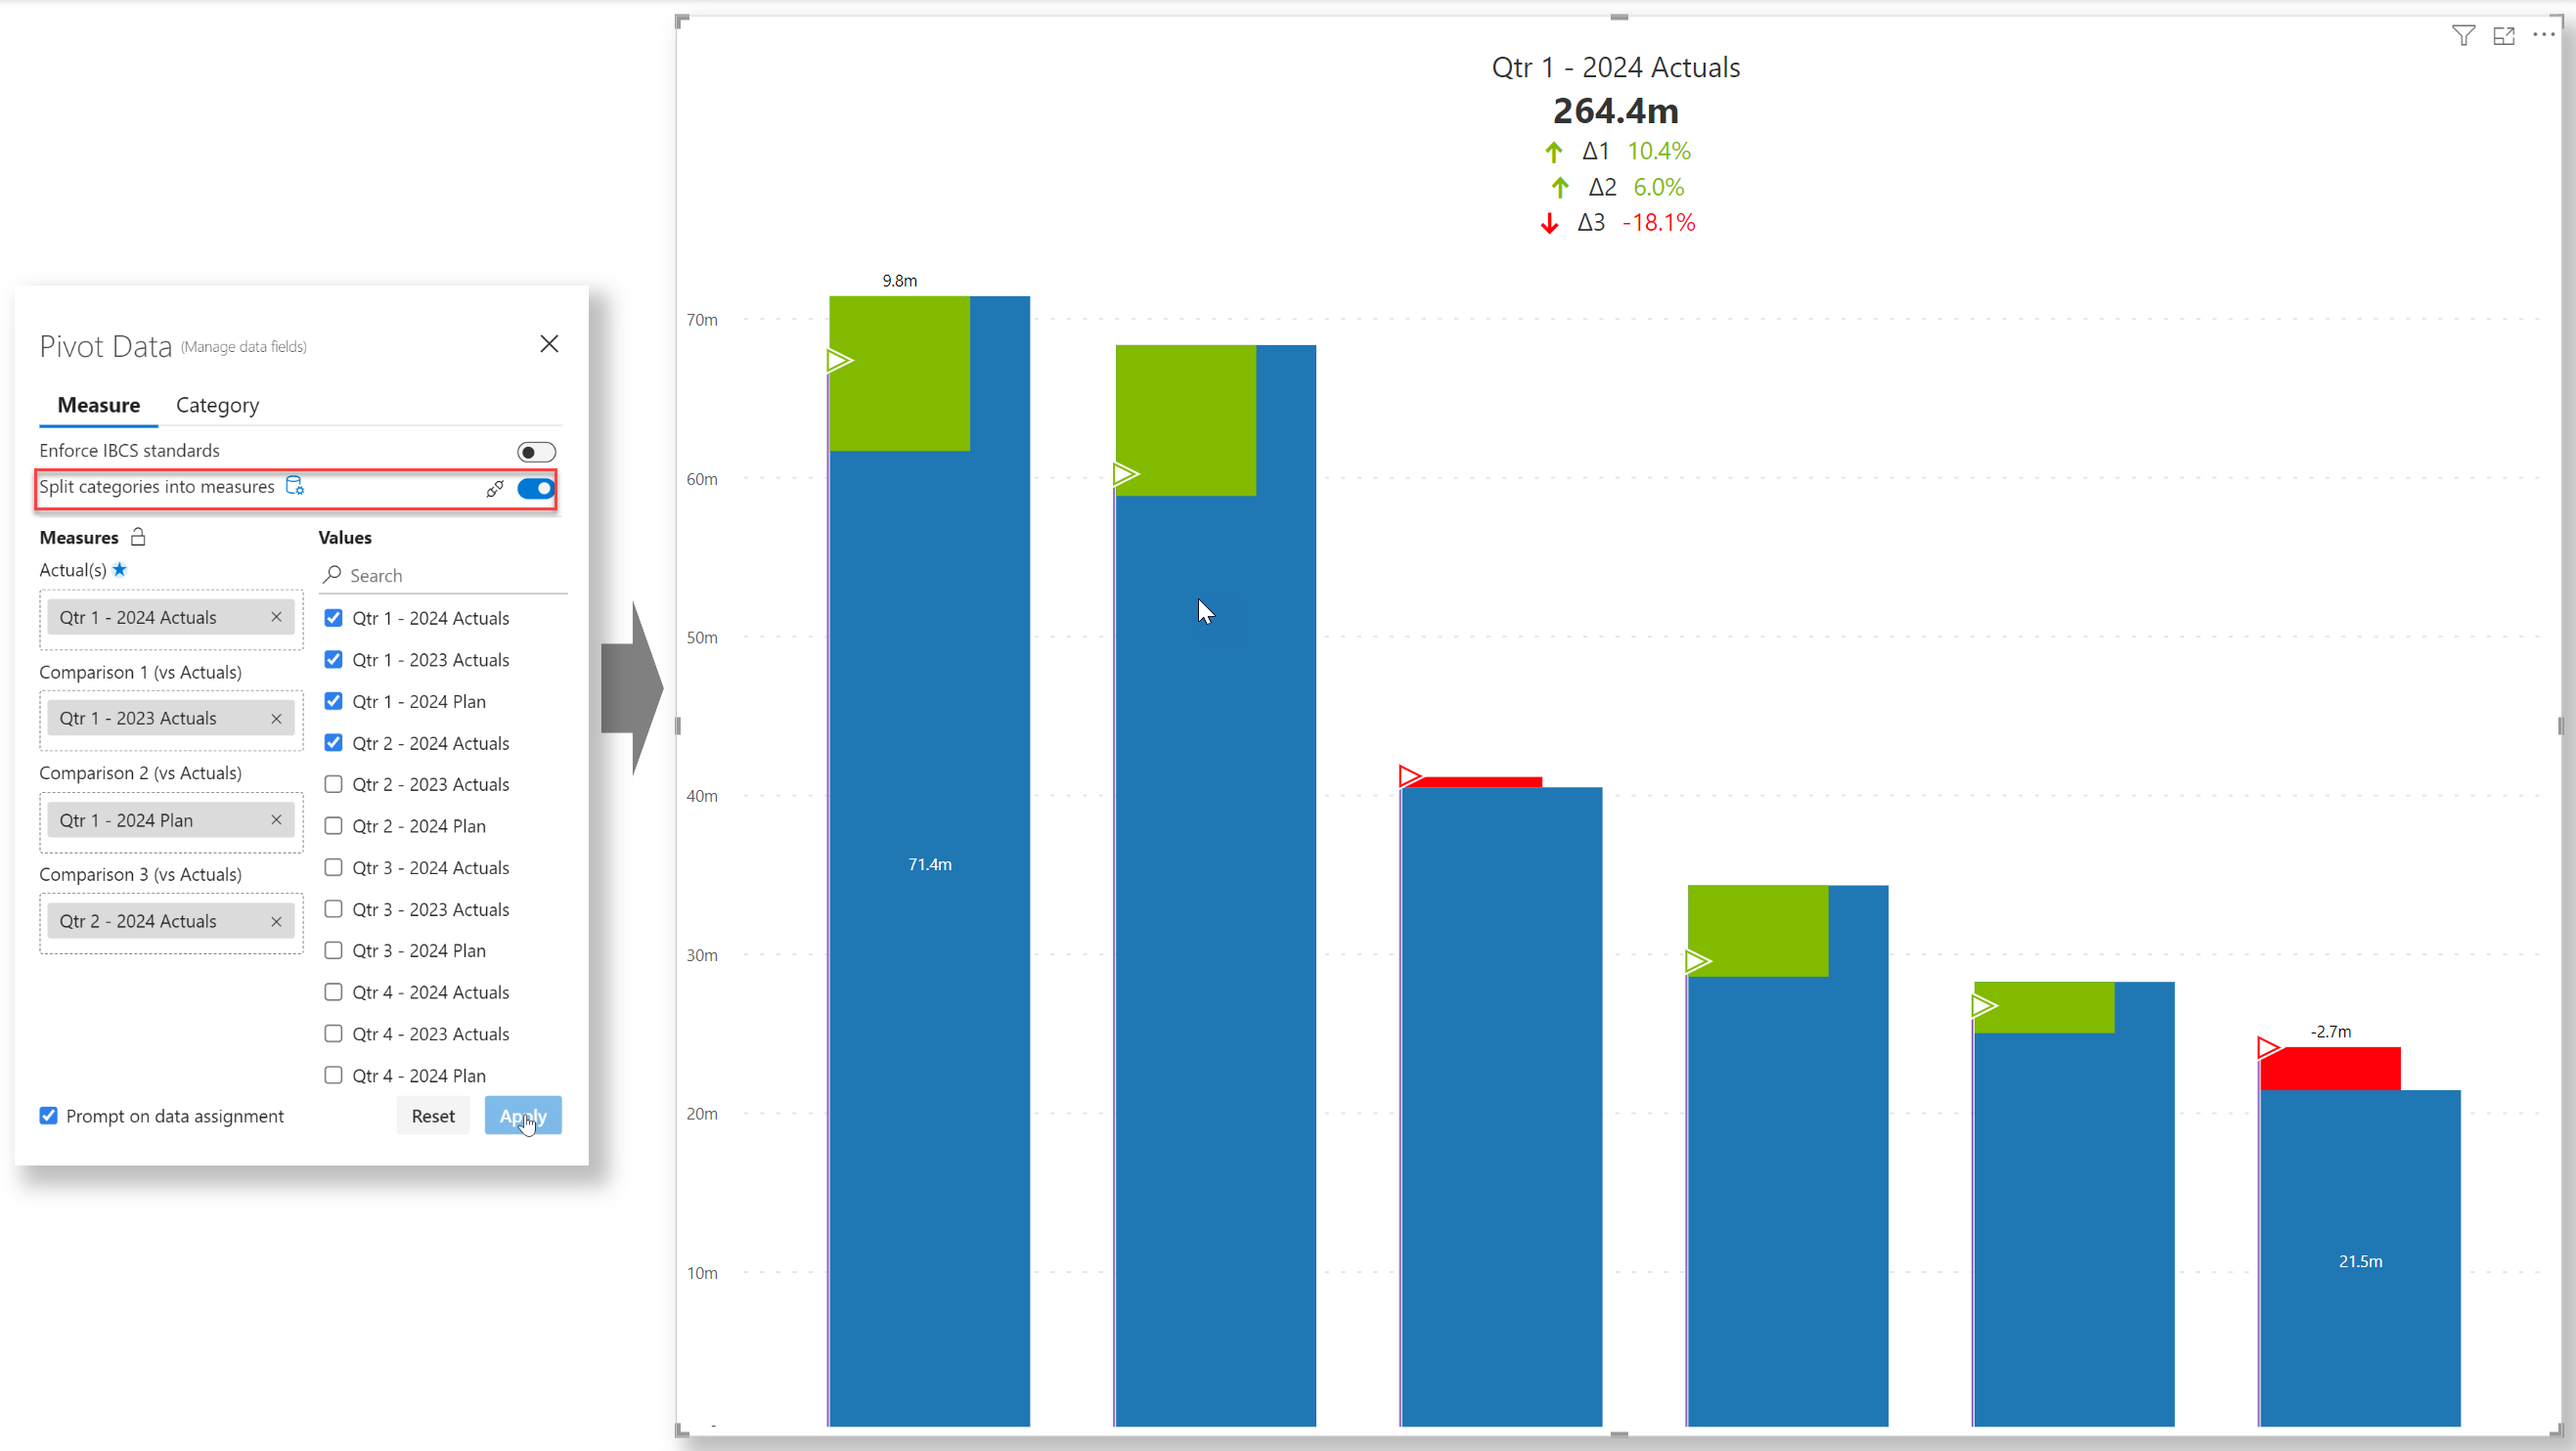 Pivot Data (Manage data fields)
Measure Category
Enforce IBCS standards
Split categories into measures
Measures
Actual(s)
Qtr 1 - 2024 Actuals
Comparison 1 (vs Actuals)
Qtr 1 - 2023 Actuals
Comparison 2 (vs Actuals)
Qtr 1 - 2024 Plan
Comparison 3 (vs Actuals)
Qtr 2 - 2024 Actuals
Values
Search
Qtr 1 - 2024 Actuals
Qtr 1 - 2023 Actuals
Qtr 1 - 2024 Plan
Qtr 2 - 2024 Actuals
Qtr 2 - 2023 Actuals
Qtr 2 - 2024 Plan
Qtr 3 - 2024 Actuals
Qtr 3 - 2023 Actuals
Qtr 3 - 2024 Plan
Qtr 4 - 2024 Actuals
Qtr 4 - 2023 Actuals
Qtr 4 - 2024 Plan
Prompt on data assignment
Reset
Apply
Qtr 1 - 2024 Actuals
264.4m
Δ1 10.4%
Δ2 6.0%
Δ3 -18.1%
70m
60m
50m
40m
30m
20m
10m
-
9.8m
71.4m
-2.7m
21.5m